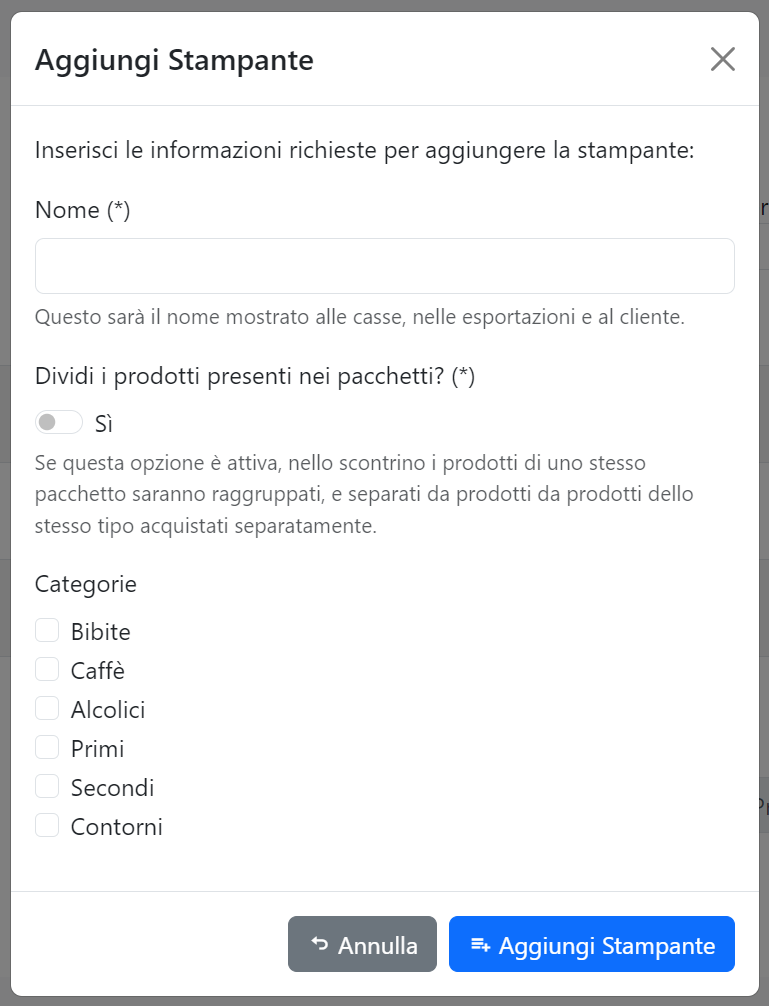 Aggiungi Stampante
Inserisci le informazioni richieste per aggiungere la stampante:
Nome (*)
Questo sarà il nome mostrato alle casse, nelle esportazioni e al cliente.
Dividi i prodotti presenti nei pacchetti? (*)
Sì
Se questa opzione è attiva, nello scontrino i prodotti di uno stesso
pacchetto saranno raggruppati, e separati da prodotti da prodotti dello
stesso tipo acquistati separatamente.
Categorie
Bibite
Caffè
Alcolici
Primi
Secondi
Contorni
Annulla
Aggiungi Stampante